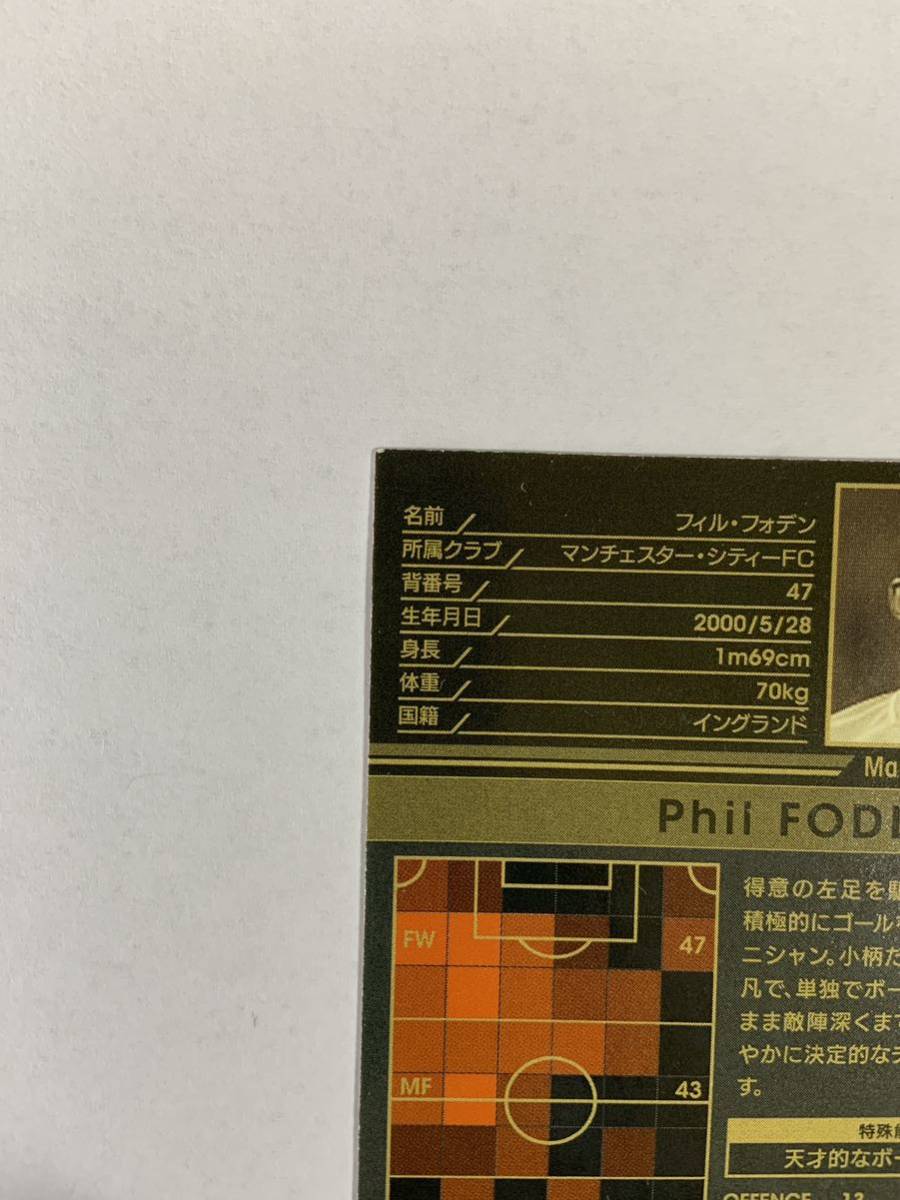 名前 フィル・フォデン
所属クラブ マンチェスター・シティーFC
背番号 47
生年月日 2000/5/28
身長 1m69cm
体重 70kg
国籍 イングランド
Ma
Phil FOD
FW 47
MF 43
得意の左足を駆
積極的にゴール
ニシャン。小柄だ
凡で、単独でボー
まま敵陣深くま
やかに決定的な
す。
特殊
天才的なボー
OFFENCE 13